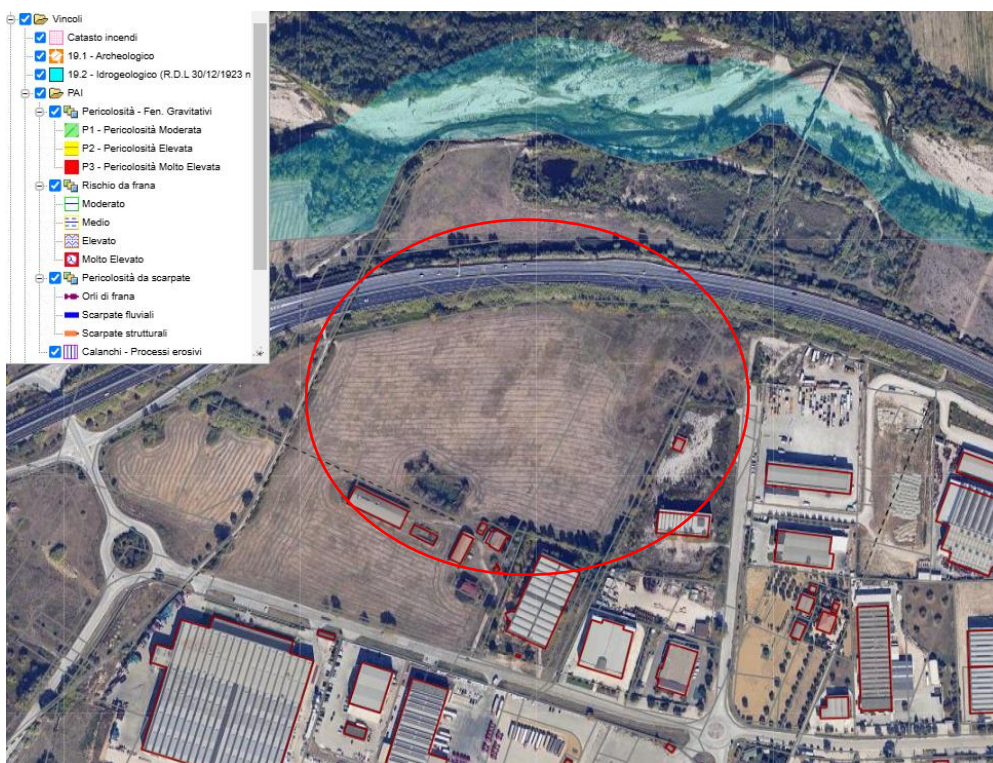 Vincoli
Catasto incendi
19.1 - Archeologico
19.2 - Idrogeologico (R.D.L 30/12/1923 n
PAI
Pericolosità - Fen. Gravitativi
P1 - Pericolosità Moderata
P2 - Pericolosità Elevata
P3 - Pericolosità Molto Elevata
Rischio da frana
Moderato
Medio
Elevato
Molto Elevato
Pericolosità da scarpate
Orli di frana
Scarpate fluviali
Scarpate strutturali
Calanchi - Processi erosivi